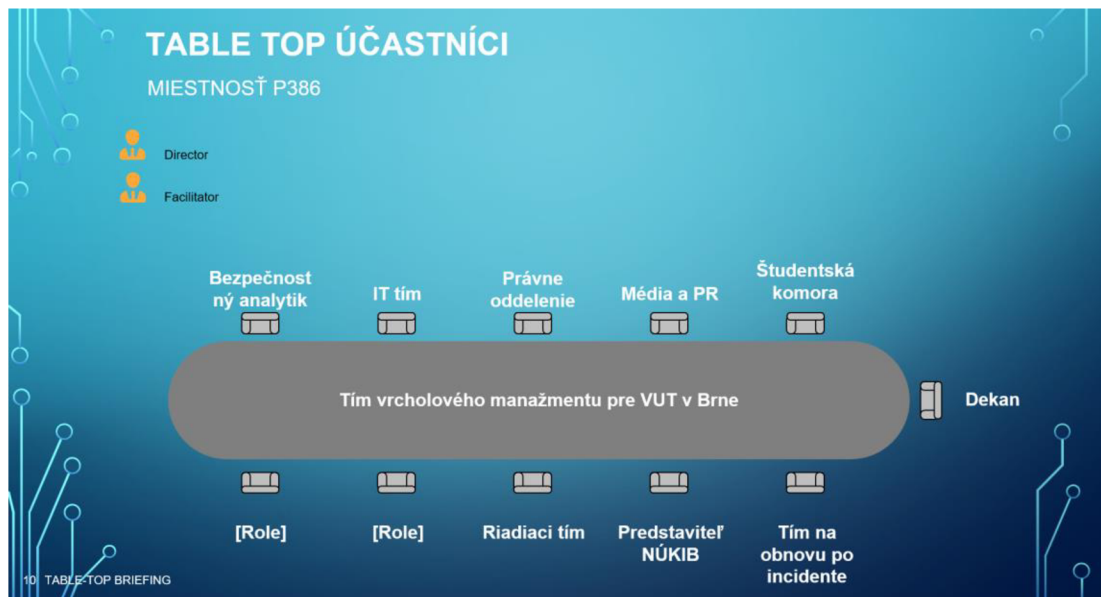 TABLE TOP ÚČASTNÍCI
MIESTNOSŤ P386
Director
Facilitator
Bezpečnost
ný analytik
IT tím
Právne
oddelenie
Média a PR
Študentská
komora
Tím vrcholového manažmentu pre VUT v Brne
Dekan
[Role]
[Role]
Riadiaci tím
Predstaviteľ
NÚKIB
Tím na
obnovu po
incidente
10 TABLE-TOP BRIEFING